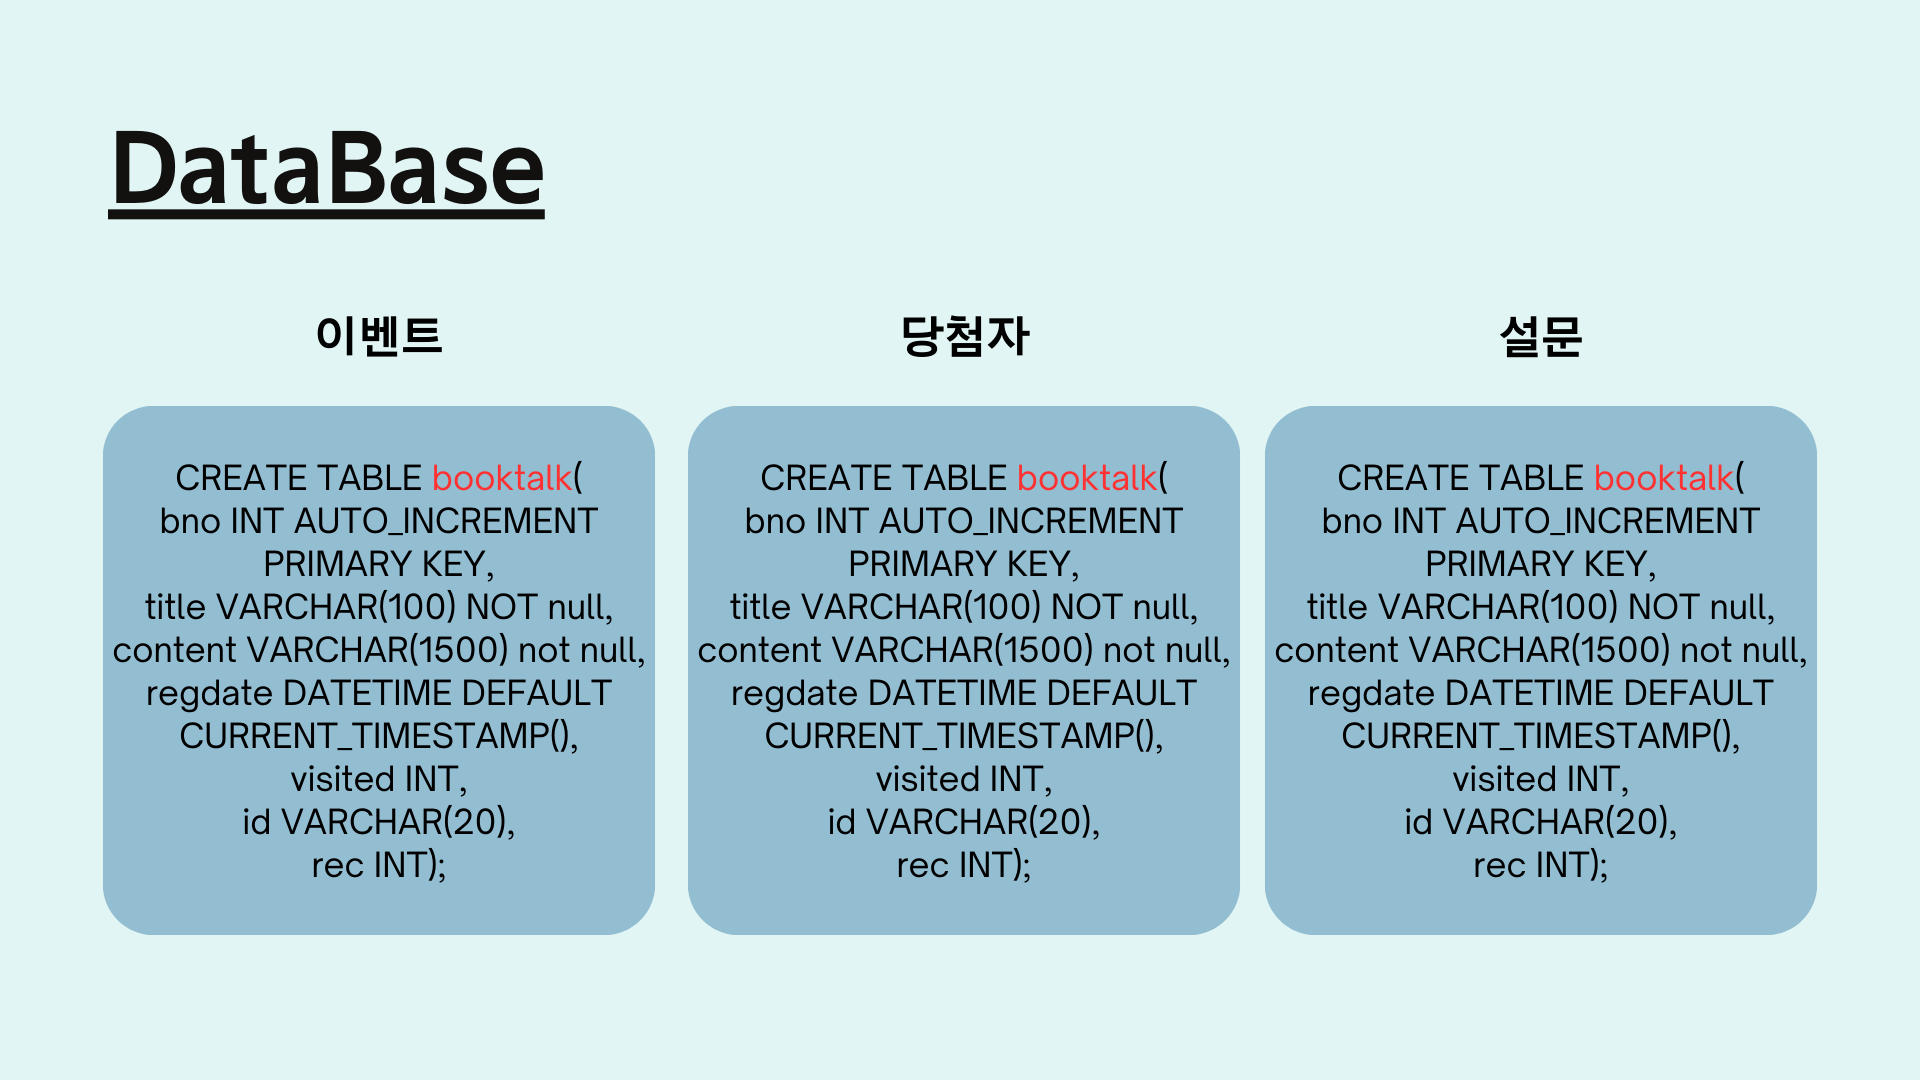 DataBase
이벤트
CREATE TABLE booktalk(
bno INT AUTO_INCREMENT
PRIMARY KEY,
title VARCHAR(100) NOT null,
content VARCHAR(1500) not null,
regdate DATETIME DEFAULT
CURRENT_TIMESTAMP(),
visited INT,
id VARCHAR(20),
rec INT);
당첨자
CREATE TABLE booktalk(
bno INT AUTO_INCREMENT
PRIMARY KEY,
title VARCHAR(100) NOT null,
content VARCHAR(1500) not null,
regdate DATETIME DEFAULT
CURRENT_TIMESTAMP(),
visited INT,
id VARCHAR(20),
rec INT);
설문
CREATE TABLE booktalk(
bno INT AUTO_INCREMENT
PRIMARY KEY,
title VARCHAR(100) NOT null,
content VARCHAR(1500) not null,
regdate DATETIME DEFAULT
CURRENT_TIMESTAMP(),
visited INT,
id VARCHAR(20),
rec INT);